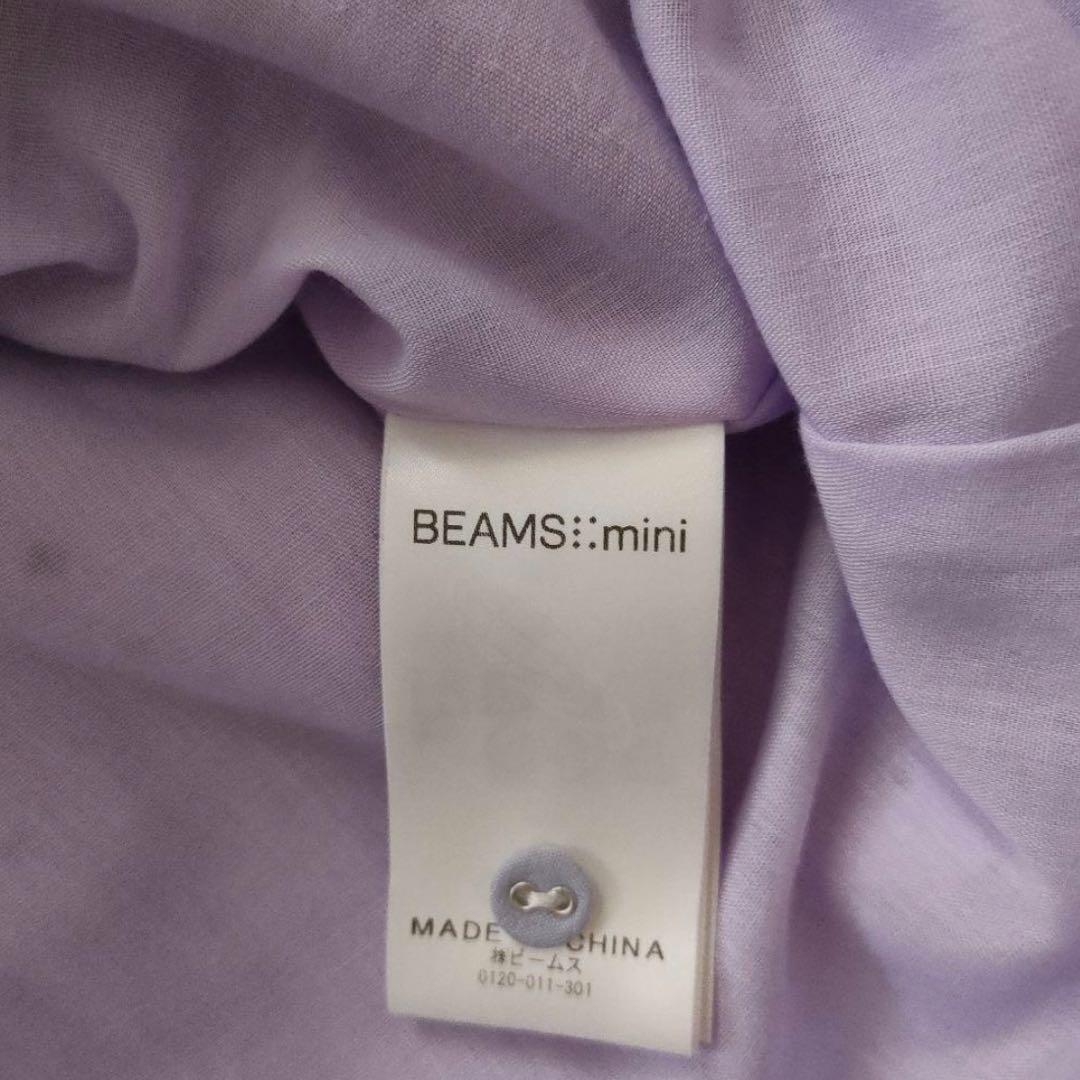 BEAMS mini
MADE CHINA
㈱ビームス
0120-011-301